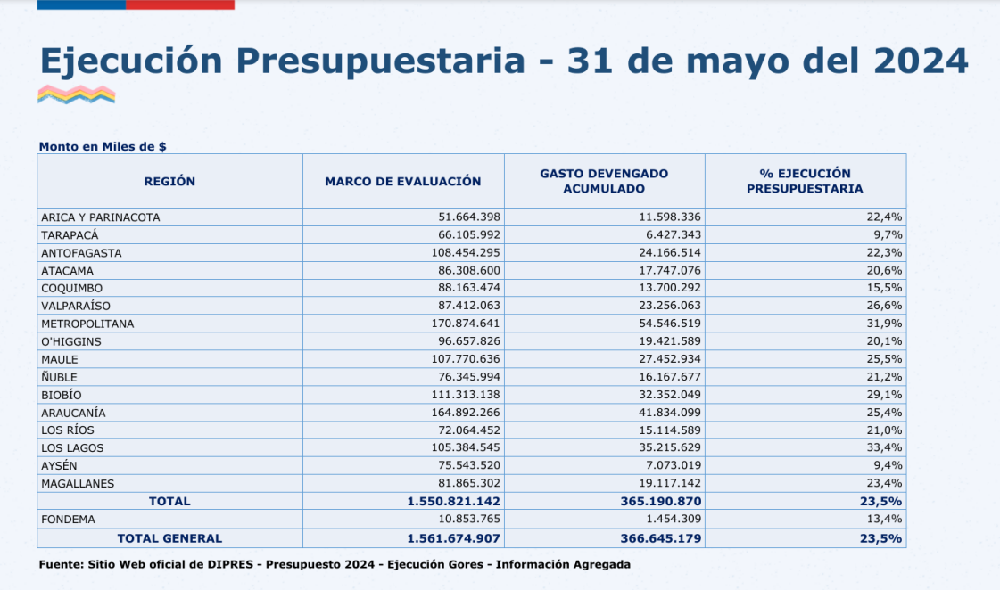 Ejecución Presupuestaria - 31 de mayo del 2024
Monto en Miles de $
REGIÓN MARCO DE EVALUACIÓN GASTO DEVENGADO ACUMULADO % EJECUCIÓN PRESUPUESTARIA
ARICA Y PARINACOTA 51.664.398 11.598.336 22,4%
TARAPACÁ 66.105.992 6.427.343 9,7%
ANTOFAGASTA 108.454.295 24.166.514 22,3%
ATACAMA 86.308.600 17.747.076 20,6%
COQUIMBO 88.163.474 13.700.292 15,5%
VALPARAÍSO 87.412.063 23.256.063 26,6%
METROPOLITANA 170.874.641 54.546.519 31,9%
O'HIGGINS 96.657.826 19.421.589 20,1%
MAULE 107.770.636 27.452.934 25,5%
ÑUBLE 76.345.994 16.167.677 21,2%
BIOBÍO 111.313.138 32.352.049 29,1%
ARAUCANÍA 164.892.266 41.834.099 25,4%
LOS RÍOS 72.064.452 15.114.589 21,0%
LOS LAGOS 105.384.545 35.215.629 33,4%
AYSÉN 75.543.520 7.073.019 9,4%
MAGALLANES 81.865.302 19.117.142 23,4%
TOTAL 1.550.821.142 365.190.870 23,5%
FONDEMA 10.853.765 1.454.309 13,4%
TOTAL GENERAL 1.561.674.907 366.645.179 23,5%
Fuente: Sitio Web oficial de DIPRES - Presupuesto 2024 - Ejecución Gores - Información Agregada